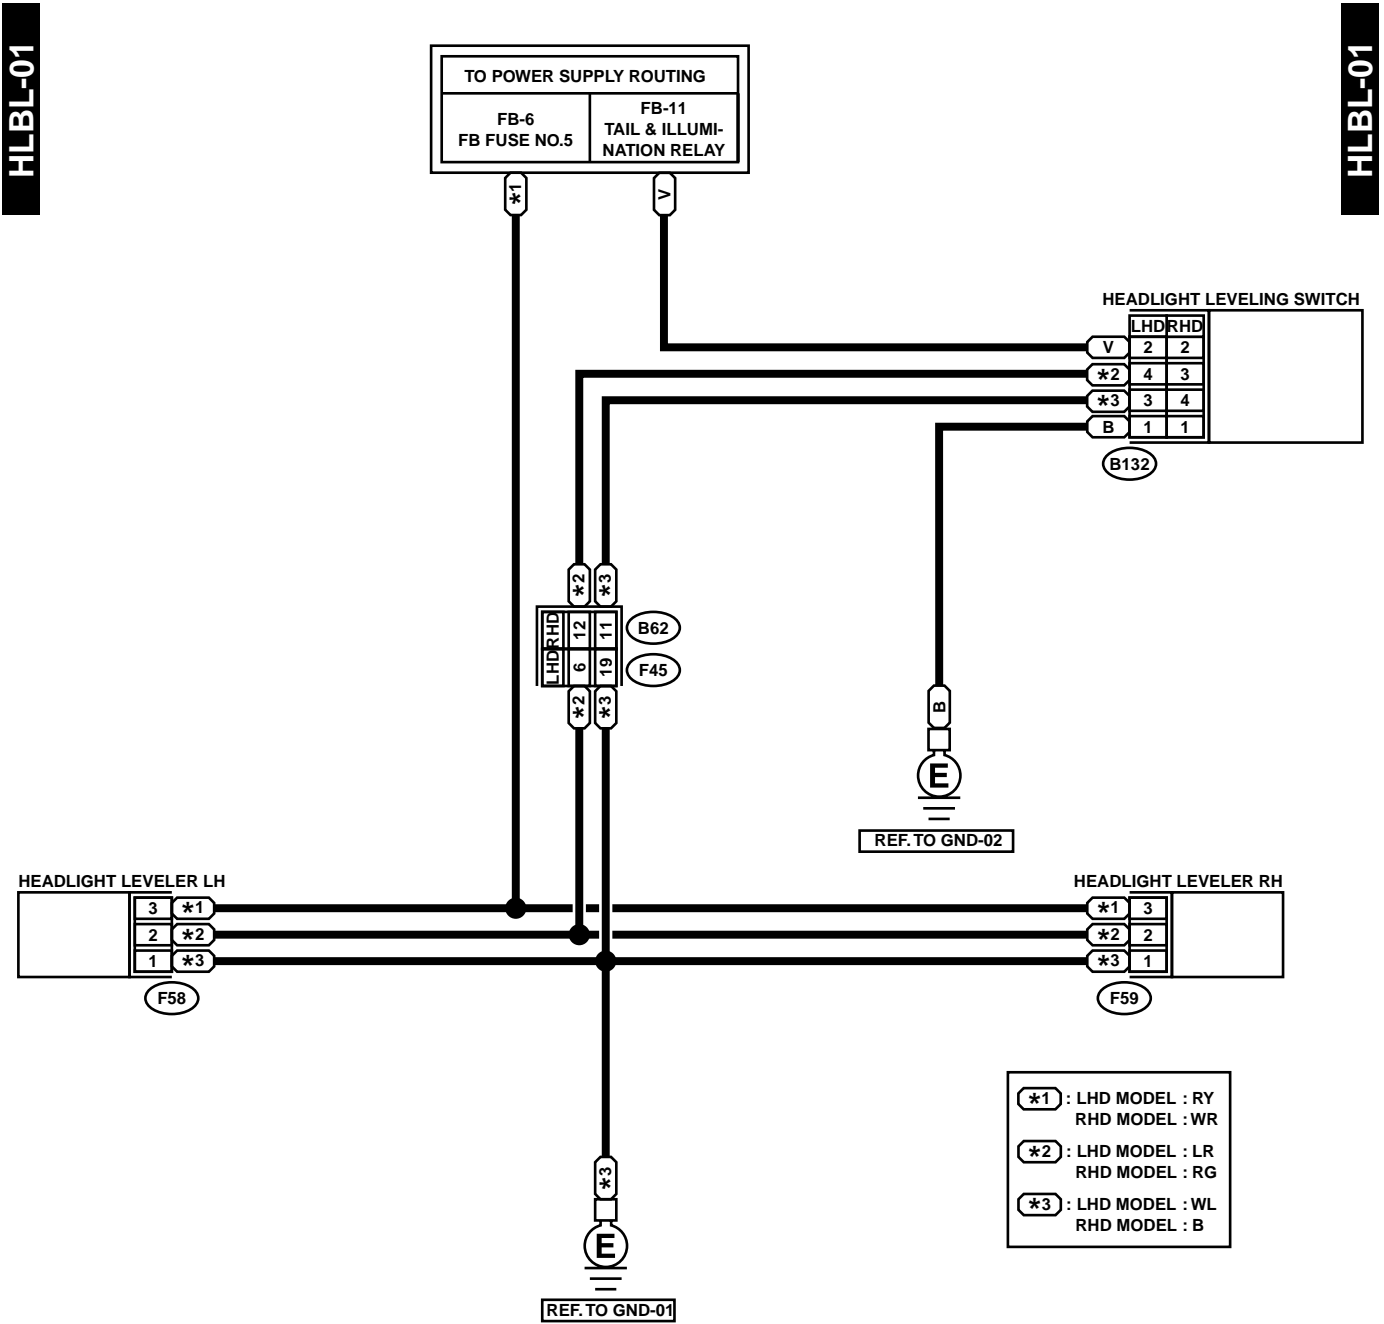 HLBL-01
HLBL-01
TO POWER SUPPLY ROUTING
FB-6
FB FUSE NO.5
FB-11
TAIL & ILLUMI-
NATION RELAY
*1
V
HEADLIGHT LEVELING SWITCH
LHD RHD
V 2 2
*2 4 3
*3 3 4
B 1 1
B132
*2 *3
RHD 12 11
B62
LHD 6 19
F45
*2 *3
B
E
REF. TO GND-02
HEADLIGHT LEVELER LH
3 *1
2 *2
1 *3
F58
HEADLIGHT LEVELER RH
*1 3
*2 2
*3 1
F59
*1 : LHD MODEL : RY
RHD MODEL : WR
*2 : LHD MODEL : LR
RHD MODEL : RG
*3 : LHD MODEL : WL
RHD MODEL : B
*3
E
REF. TO GND-01